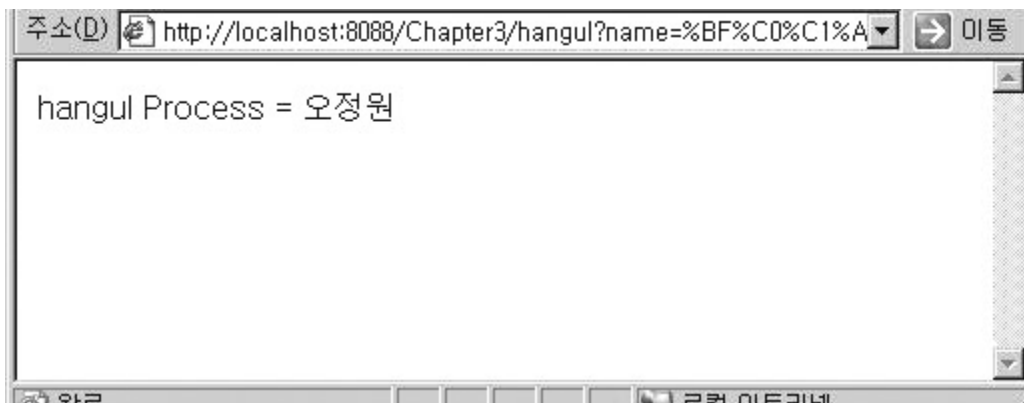 주소(D) http://localhost:8088/Chapter3/hangul?name=%BF%C0%C1%A 이동
hangul Process = 오정원